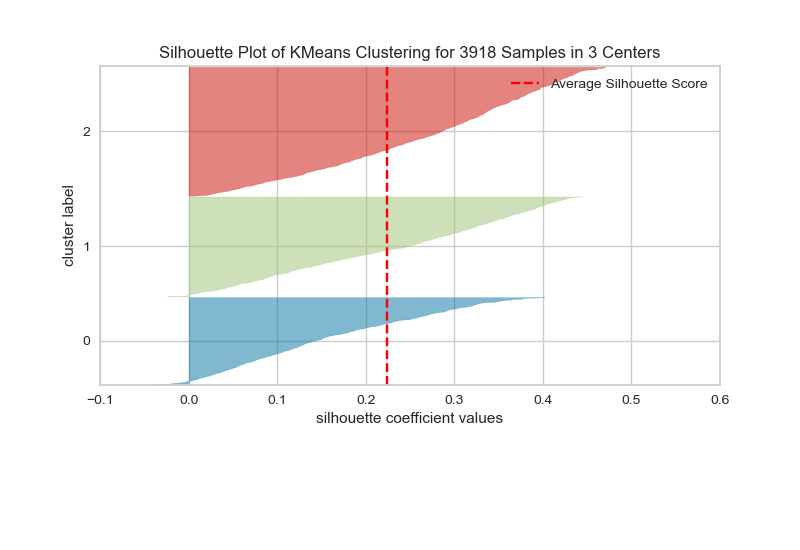 Silhouette Plot of KMeans Clustering for 3918 Samples in 3 Centers
Average Silhouette Score
2
1
0
cluster label
−0.1 0.0 0.1 0.2 0.3 0.4 0.5 0.6
silhouette coefficient values